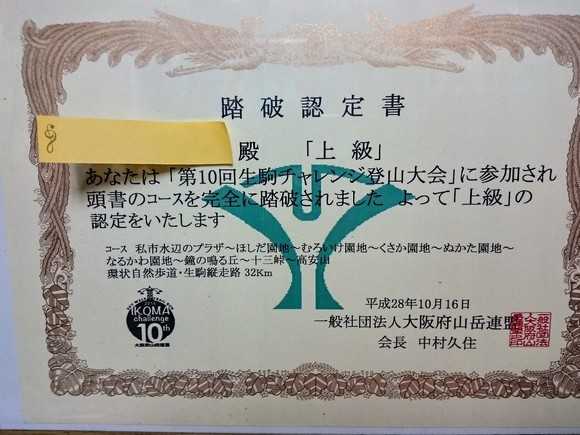 踏破認定書
殿 「上級」
あなたは「第10回生駒チャレンジ登山大会」に参加され
頭書のコースを完全に踏破されました よって「上級」の
認定をいたします
コース 私市水辺のプラザ～ほしだ園地～むろいけ園地～くさか園地～ぬかた園地～
なるかわ園地～鐘の鳴る丘～十三峠～高安山
環状自然歩道・生駒縦走路 32Km
平成28年10月16日
一般社団法人大阪府山岳連盟
会長 中村久住
IKOMA
challenge
10th